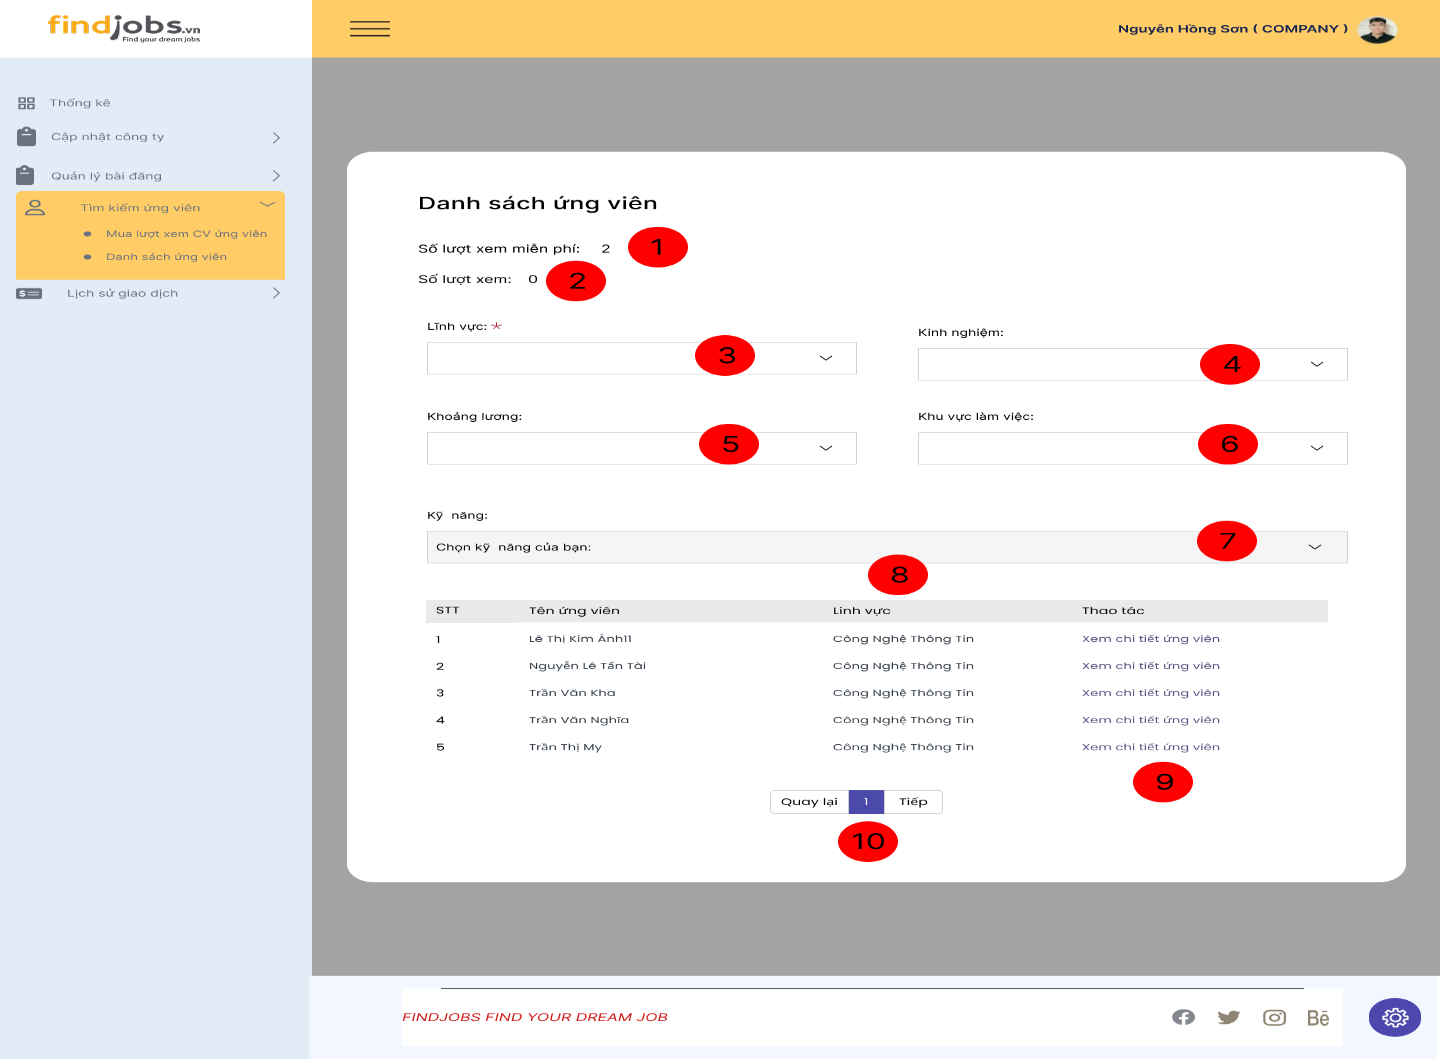 findjobs.vn
Find your dream jobs
Nguyễn Hồng Sơn ( COMPANY )
Thống kê
Cập nhật công ty
Quản lý bài đăng
Tìm kiếm ứng viên
Mua lượt xem CV ứng viên
Danh sách ứng viên
Lịch sử giao dịch
Danh sách ứng viên
Số lượt xem miễn phí: 2 1
Số lượt xem: 0 2
Lĩnh vực: *
3
Kinh nghiệm:
4
Khoảng lương:
5
Khu vực làm việc:
6
Kỹ năng:
Chọn kỹ năng của bạn: 7
8
STT Tên ứng viên Linh vực Thao tác
1 Lê Thị Kim Ánh11 Công Nghệ Thông Tin Xem chi tiết ứng viên
2 Nguyễn Lê Tấn Tài Công Nghệ Thông Tin Xem chi tiết ứng viên
3 Trần Văn Kha Công Nghệ Thông Tin Xem chi tiết ứng viên
4 Trần Văn Nghĩa Công Nghệ Thông Tin Xem chi tiết ứng viên
5 Trần Thị My Công Nghệ Thông Tin Xem chi tiết ứng viên
9
Quay lại 1 Tiếp
10
FINDJOBS FIND YOUR DREAM JOB
Bē